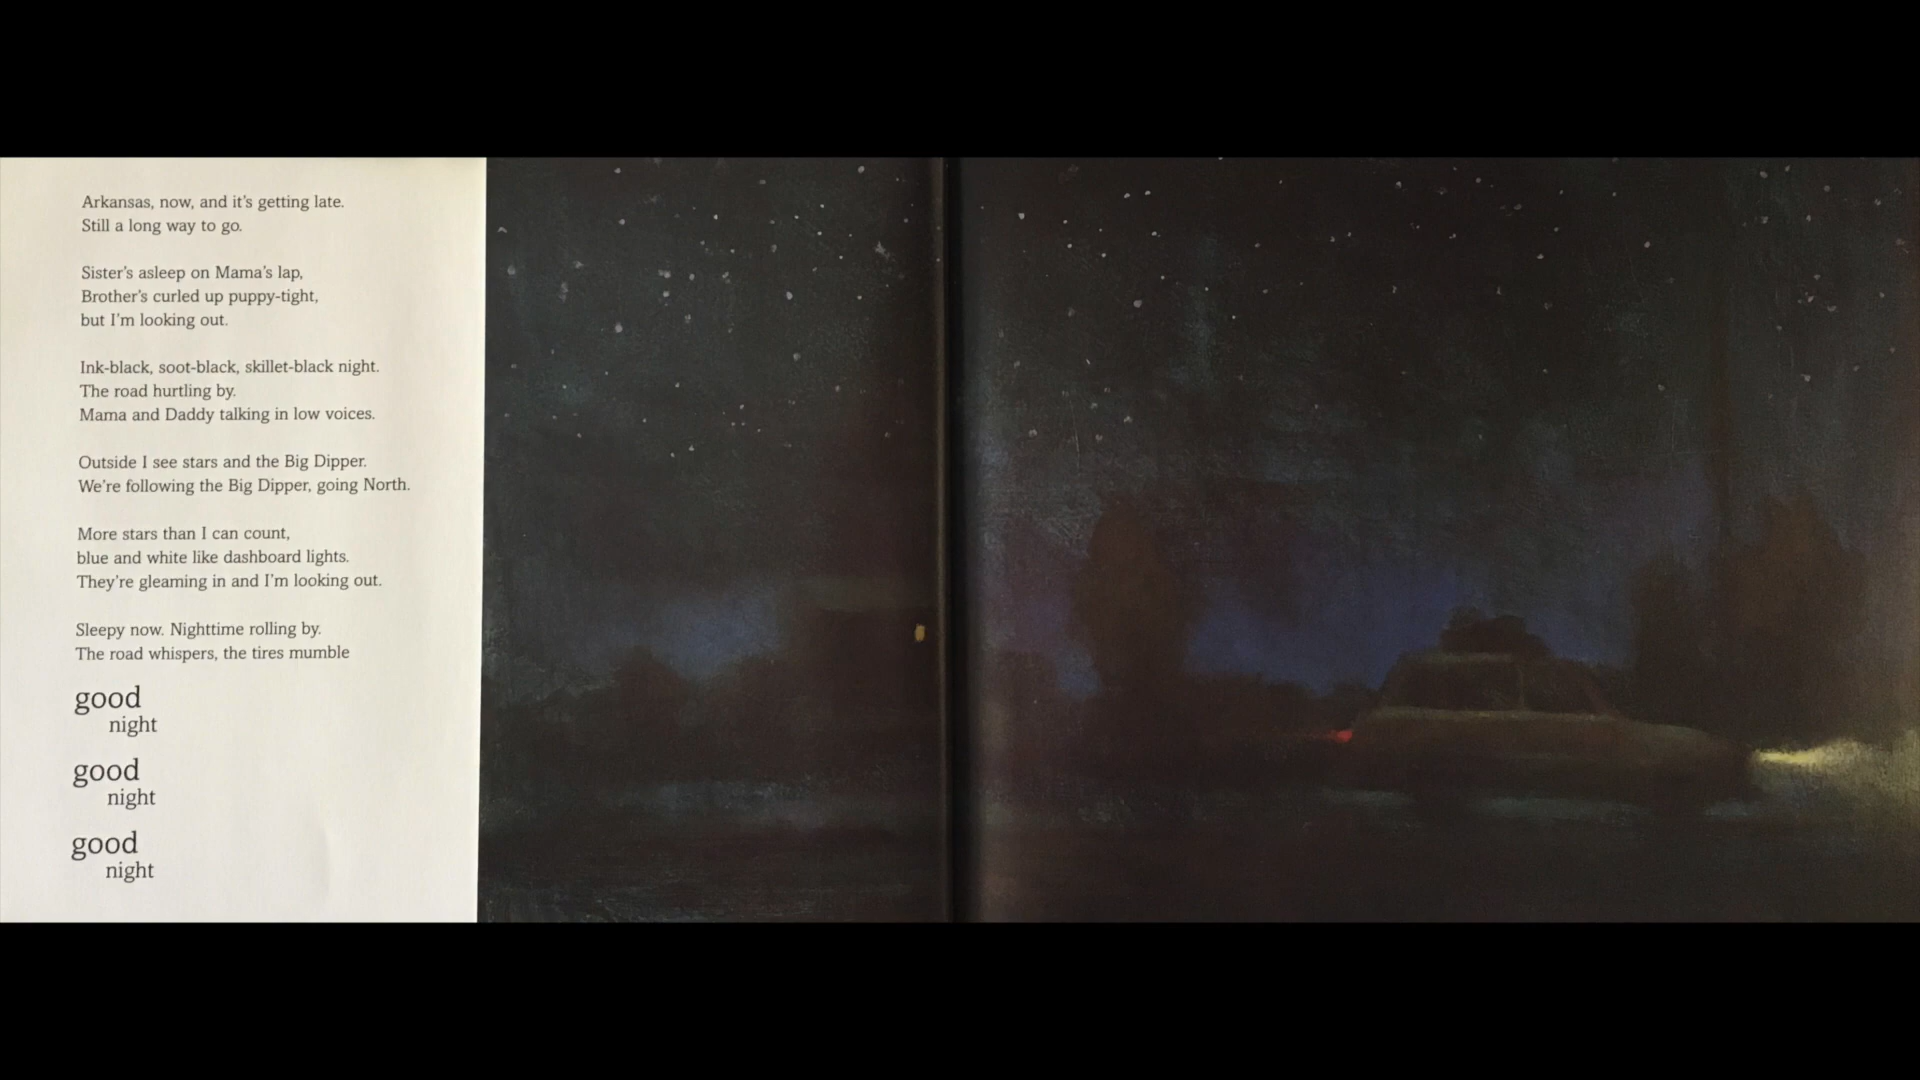 Arkansas, now, and it's getting late.
Still a long way to go.
Sister's asleep on Mama's lap,
Brother's curled up puppy-tight,
but I'm looking out.
Ink-black, soot-black, skillet-black night.
The road hurtling by.
Mama and Daddy talking in low voices.
Outside I see stars and the Big Dipper.
We're following the Big Dipper, going North.
More stars than I can count,
blue and white like dashboard lights.
They're gleaming in and I'm looking out.
Sleepy now. Nighttime rolling by.
The road whispers, the tires mumble
good
night
good
night
good
night